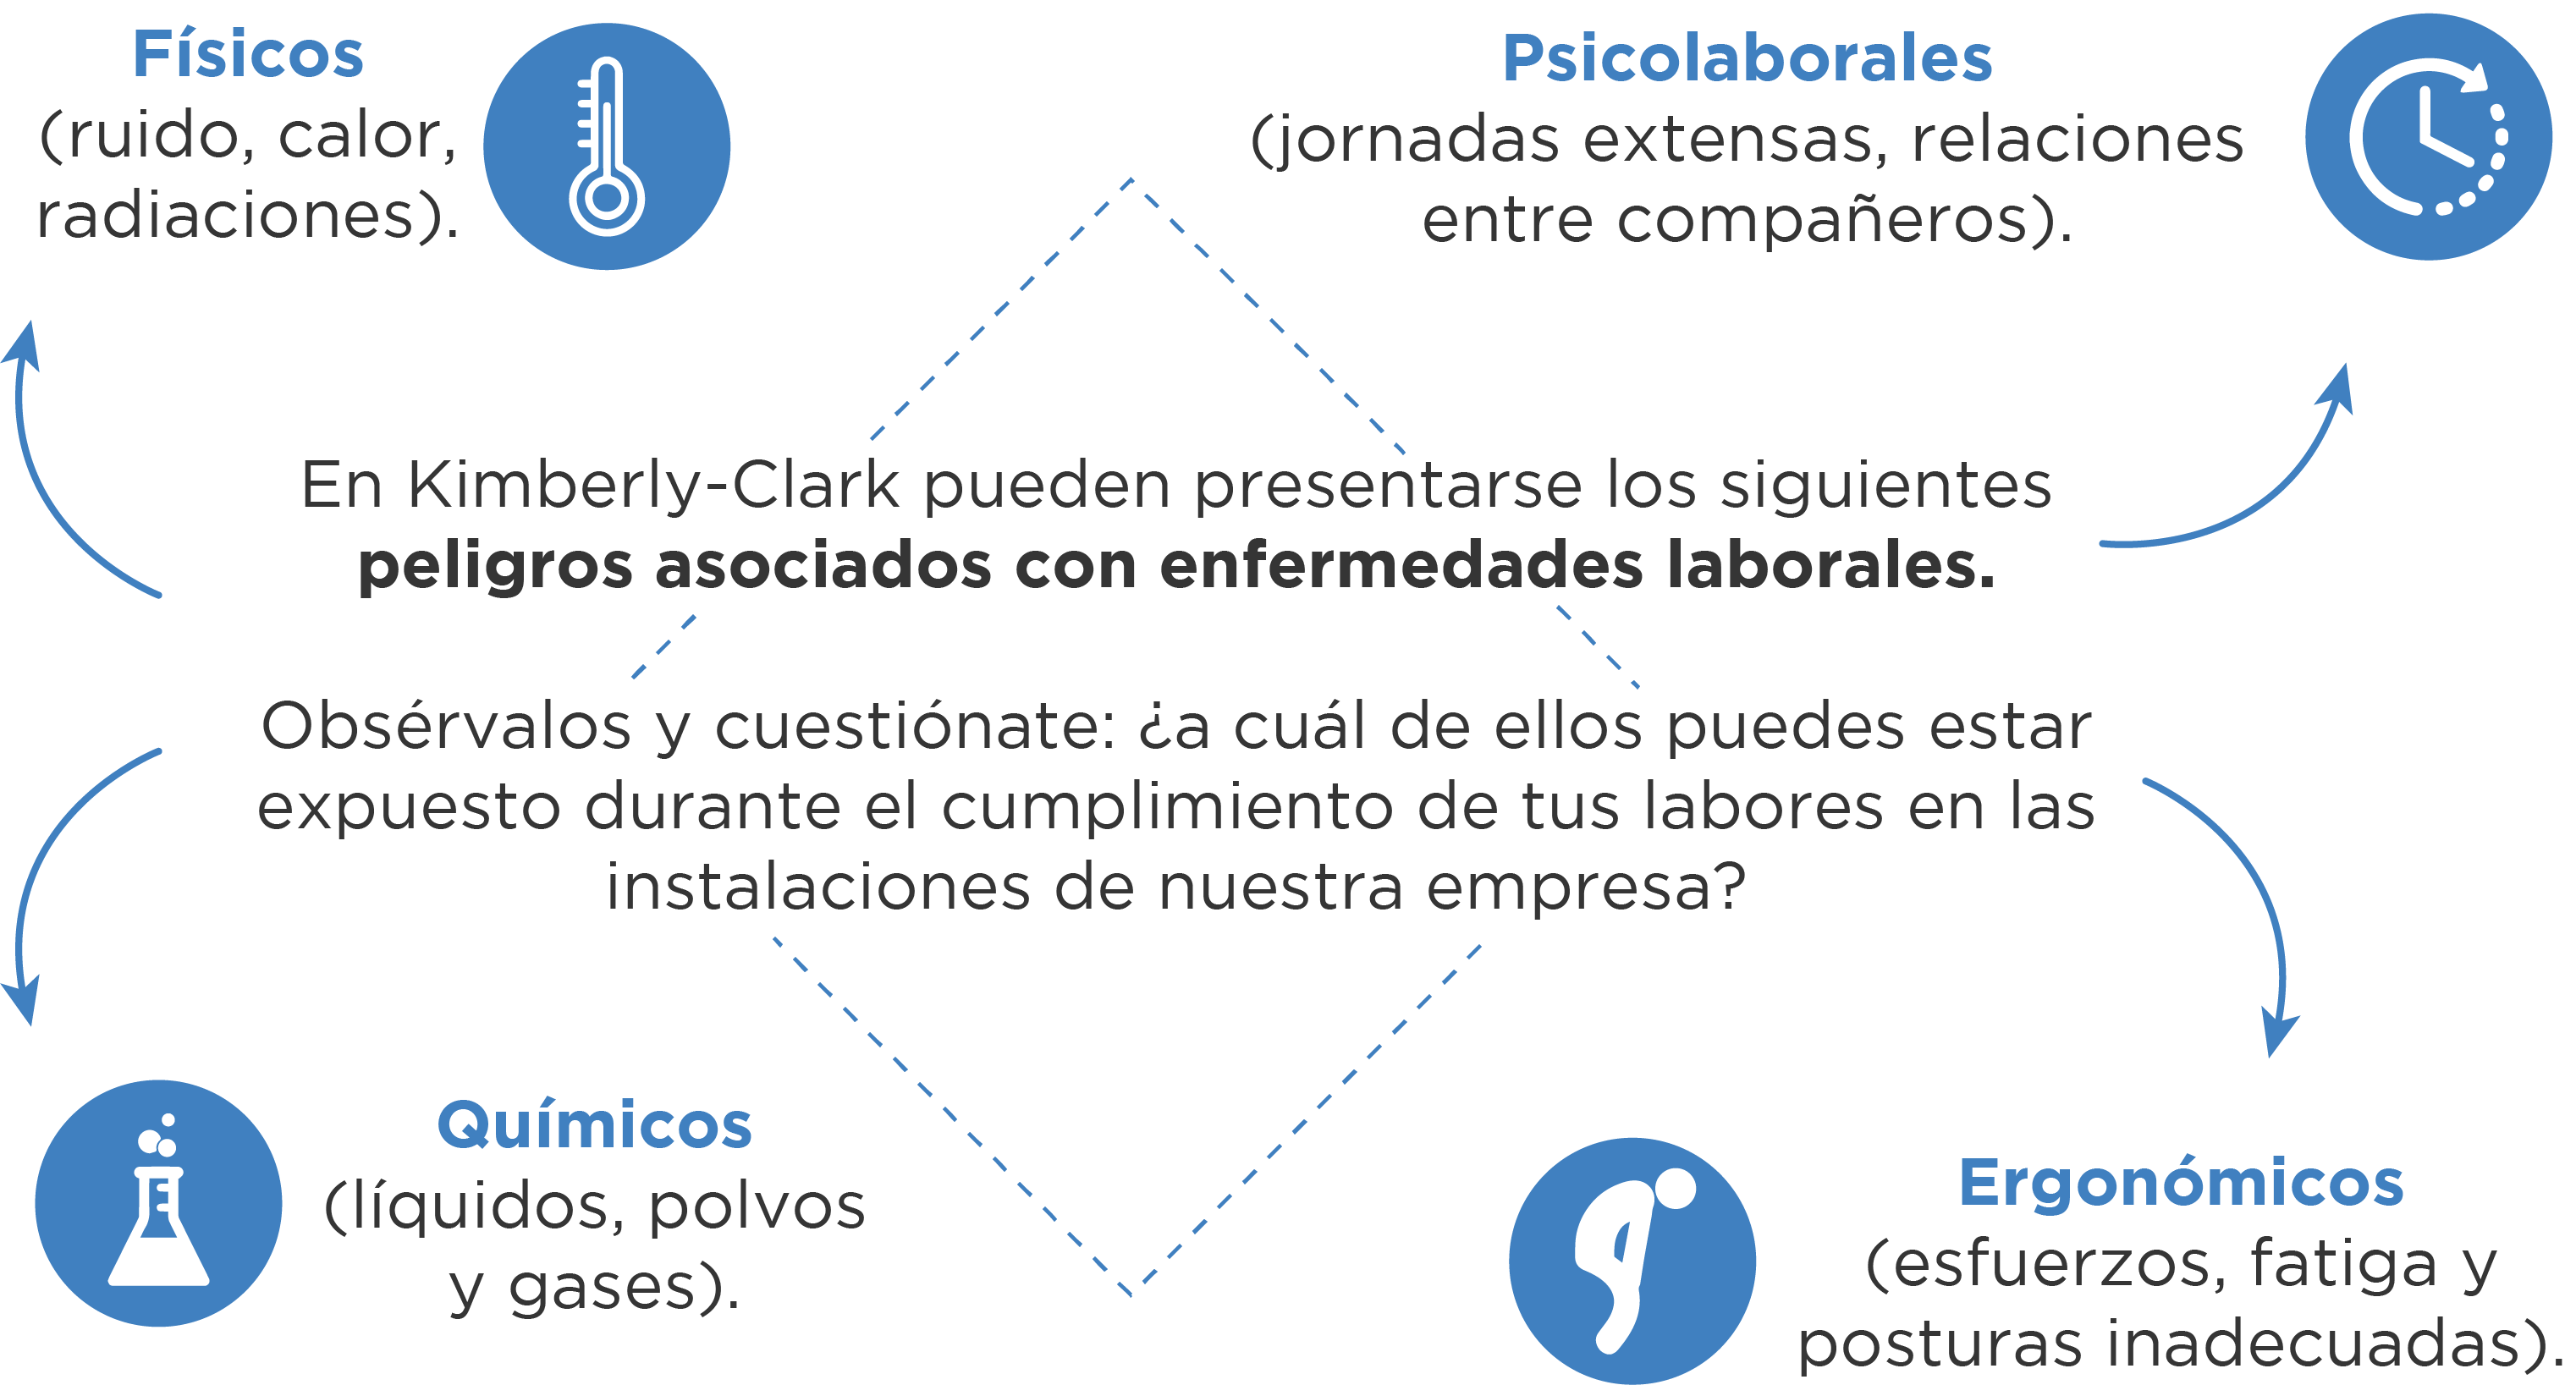 Físicos
(ruido, calor,
radiaciones).
Psicolaborales
(jornadas extensas, relaciones
entre compañeros).
En Kimberly-Clark pueden presentarse los siguientes
peligros asociados con enfermedades laborales.
Obsérvalos y cuestiónate: ¿a cuál de ellos puedes estar
expuesto durante el cumplimiento de tus labores en las
instalaciones de nuestra empresa?
Químicos
(líquidos, polvos
y gases).
Ergonómicos
(esfuerzos, fatiga y
posturas inadecuadas).